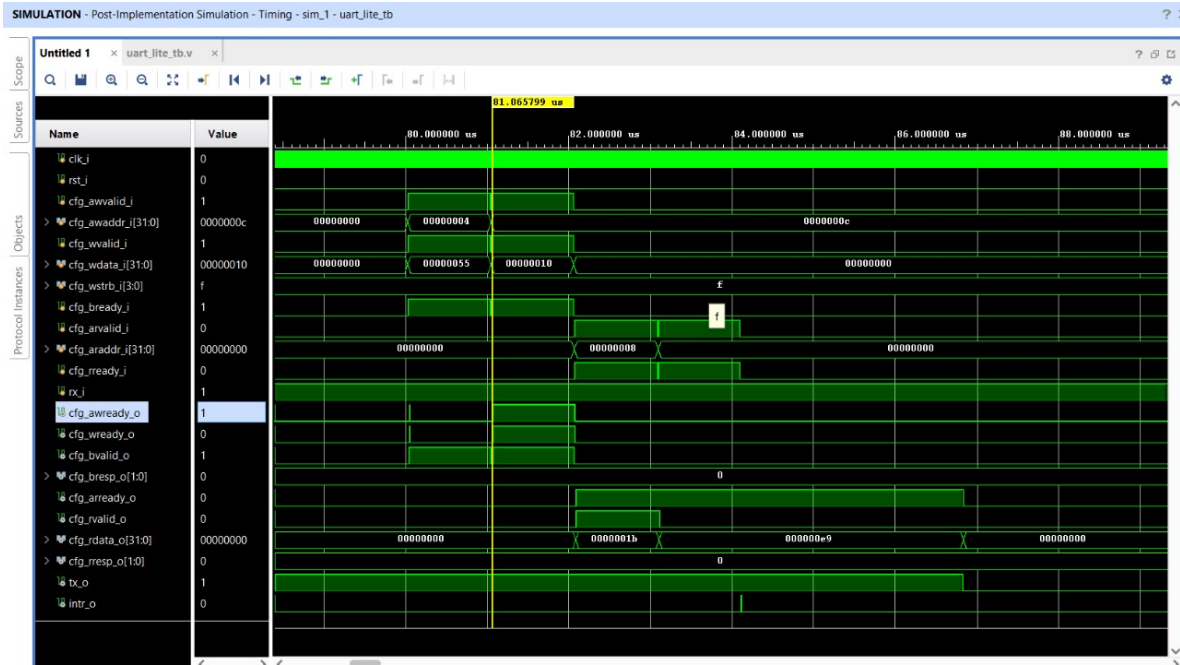 SIMULATION - Post-Implementation Simulation - Timing - sim_1 - uart_lite_tb
?
Scope
Sources
Objects
Protocol Instances
Untitled 1 × uart_lite_tb.v ×
?
81.065799 us
Name Value
80.000000 us 82.000000 us 84.000000 us 86.000000 us 88.000000 us
clk_i 0
rst_i 0
cfg_awvalid_i 1
> cfg_awaddr_i[31:0] 0000000c 00000000 00000004 0000000c
cfg_wvalid_i 1
> cfg_wdata_i[31:0] 00000010 00000000 00000055 00000010 00000000
> cfg_wstrb_i[3:0] f f
cfg_bready_i 1
f
cfg_arvalid_i 0
> cfg_araddr_i[31:0] 00000000 00000000 00000008 00000000
cfg_rready_i 0
rx_i 1
cfg_awready_o 1
cfg_wready_o 0
cfg_bvalid_o 1
> cfg_bresp_o[1:0] 0 0
cfg_arready_o 0
cfg_rvalid_o 0
> cfg_rdata_o[31:0] 00000000 00000000 0000001b 000000e9 00000000
> cfg_rresp_o[1:0] 0 0
tx_o 1
intr_o 0